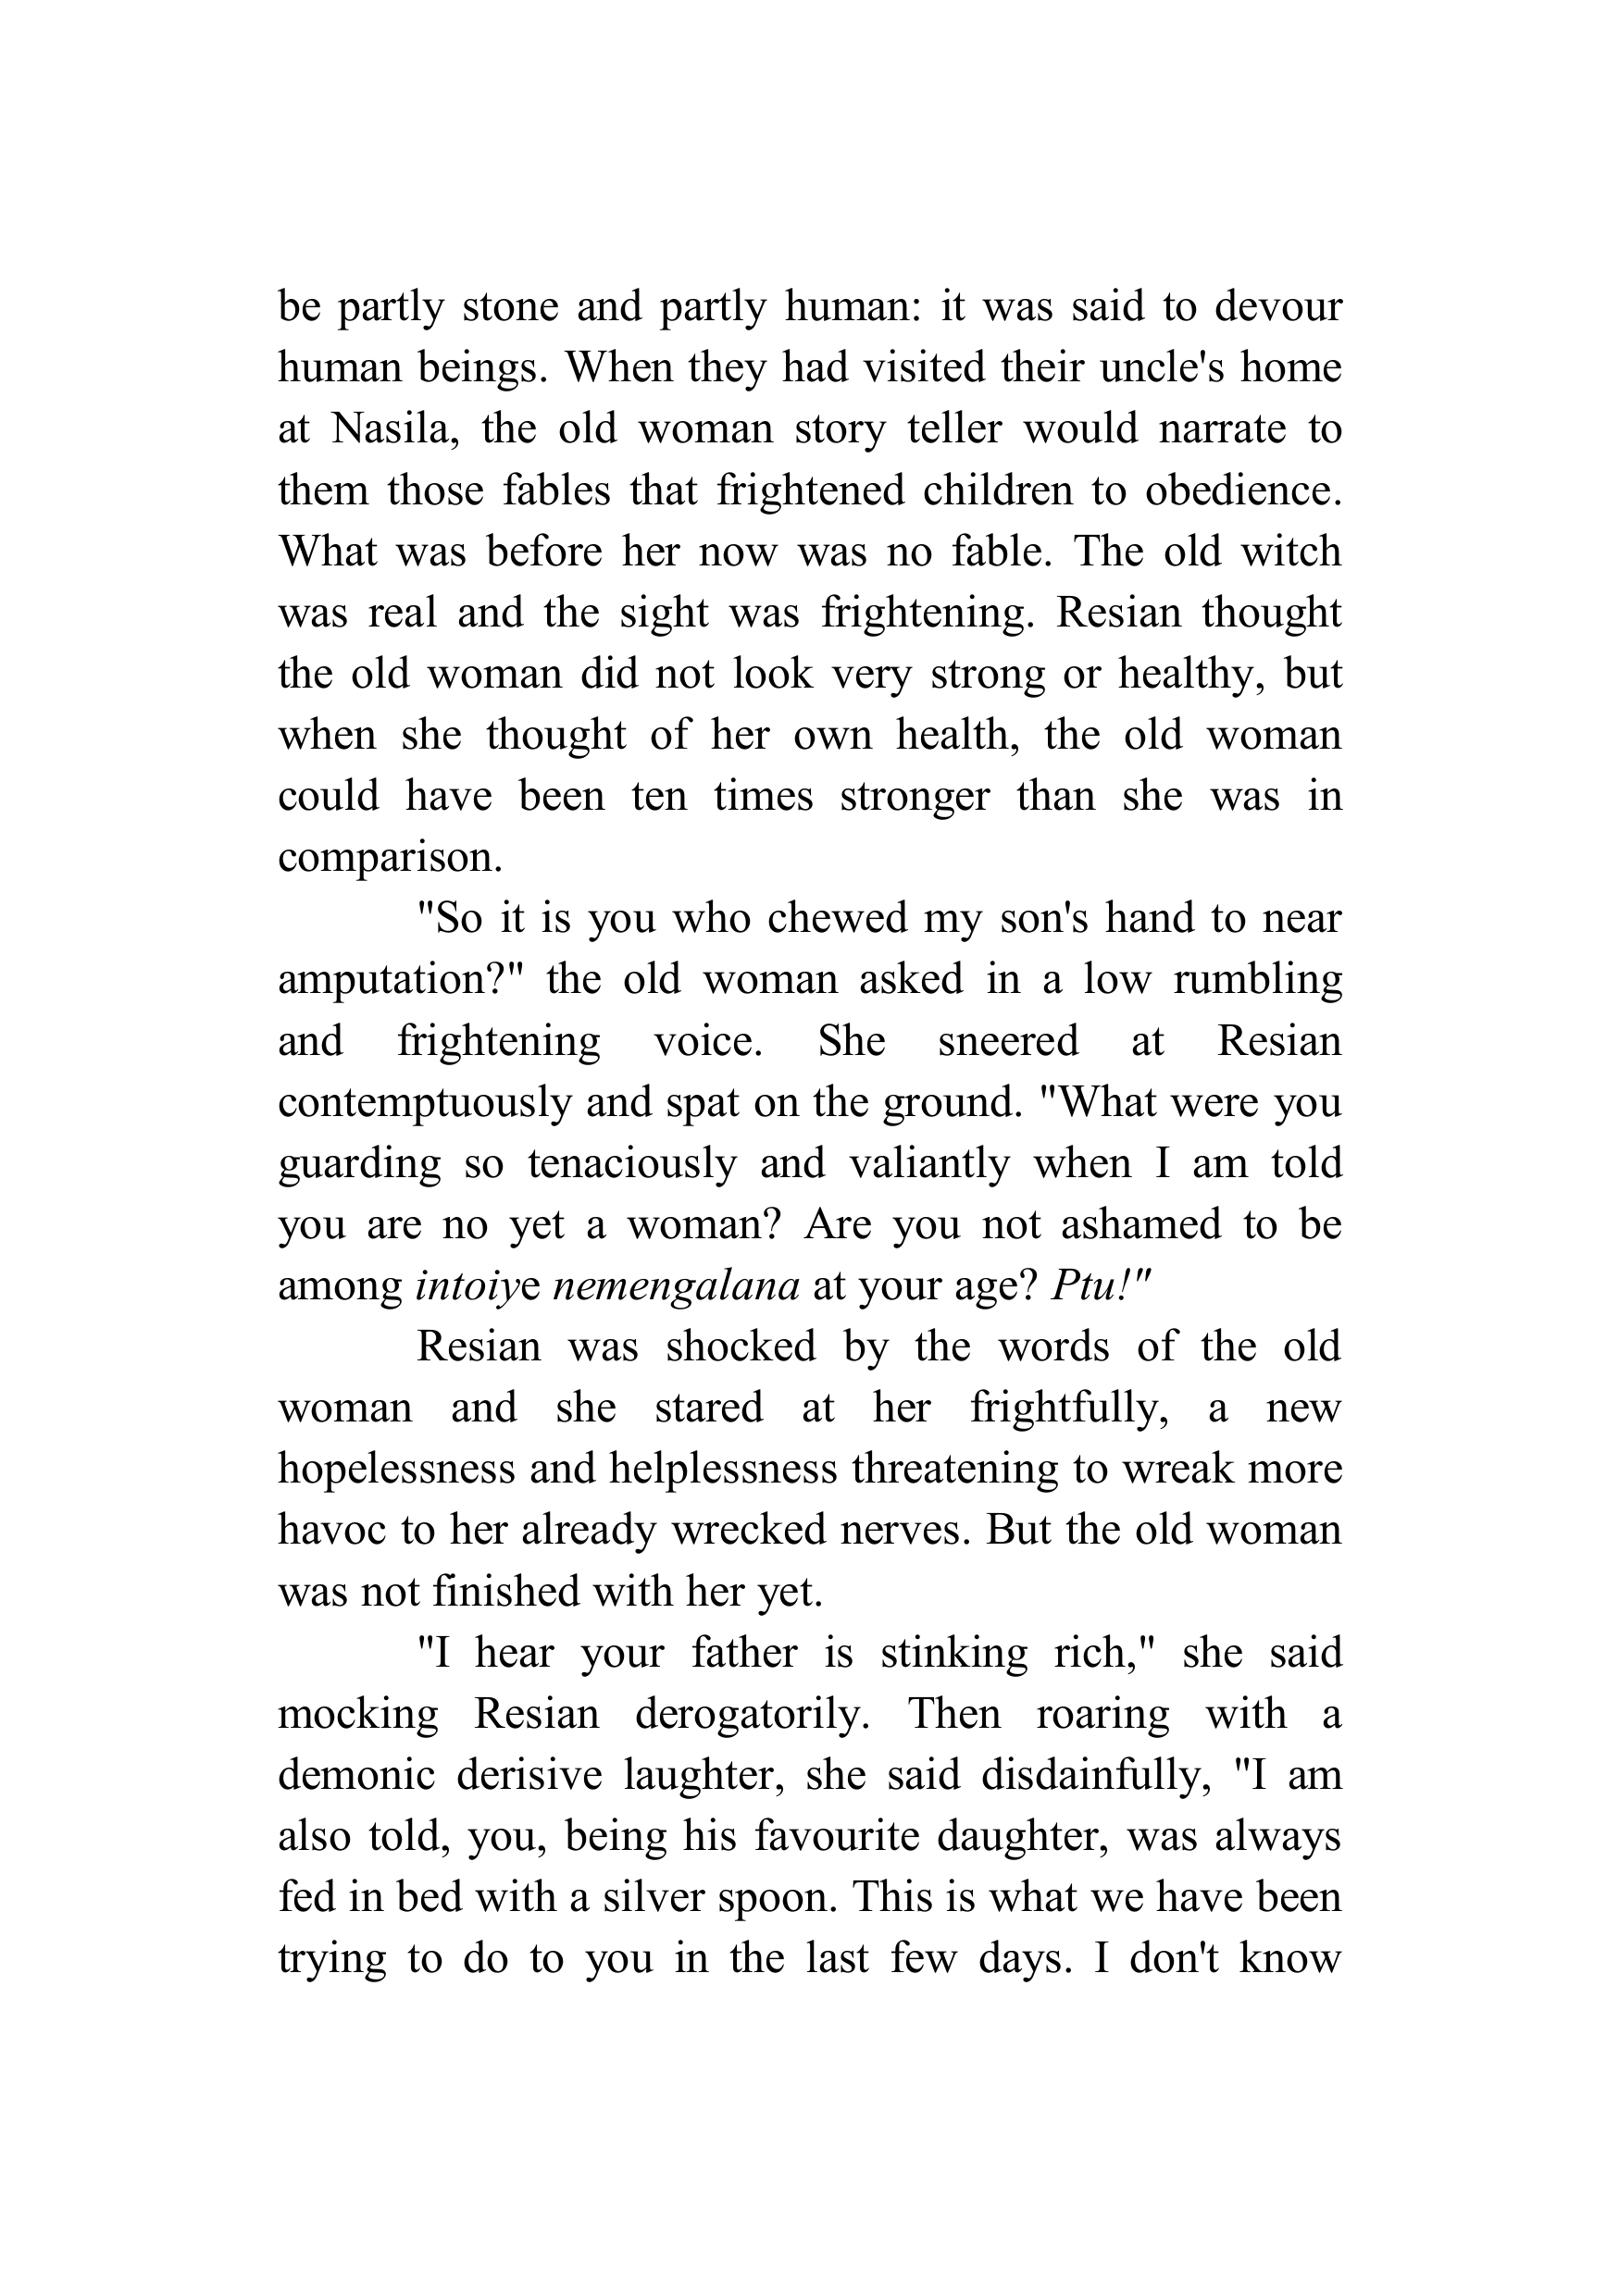 be partly stone and partly human: it was said to devour
human beings. When they had visited their uncle's home
at Nasila, the old woman story teller would narrate to
them those fables that frightened children to obedience.
What was before her now was no fable. The old witch
was real and the sight was frightening. Resian thought
the old woman did not look very strong or healthy, but
when she thought of her own health, the old woman
could have been ten times stronger than she was in
comparison.
"So it is you who chewed my son's hand to near
amputation?" the old woman asked in a low rumbling
and frightening voice. She sneered at Resian
contemptuously and spat on the ground. "What were you
guarding so tenaciously and valiantly when I am told
you are no yet a woman? Are you not ashamed to be
among intoiye nemengalana at your age? Ptu!"
Resian was shocked by the words of the old
woman and she stared at her frightfully, a new
hopelessness and helplessness threatening to wreak more
havoc to her already wrecked nerves. But the old woman
was not finished with her yet.
"I hear your father is stinking rich," she said
mocking Resian derogatorily. Then roaring with a
demonic derisive laughter, she said disdainfully, "I am
also told, you, being his favourite daughter, was always
fed in bed with a silver spoon. This is what we have been
trying to do to you in the last few days. I don't know